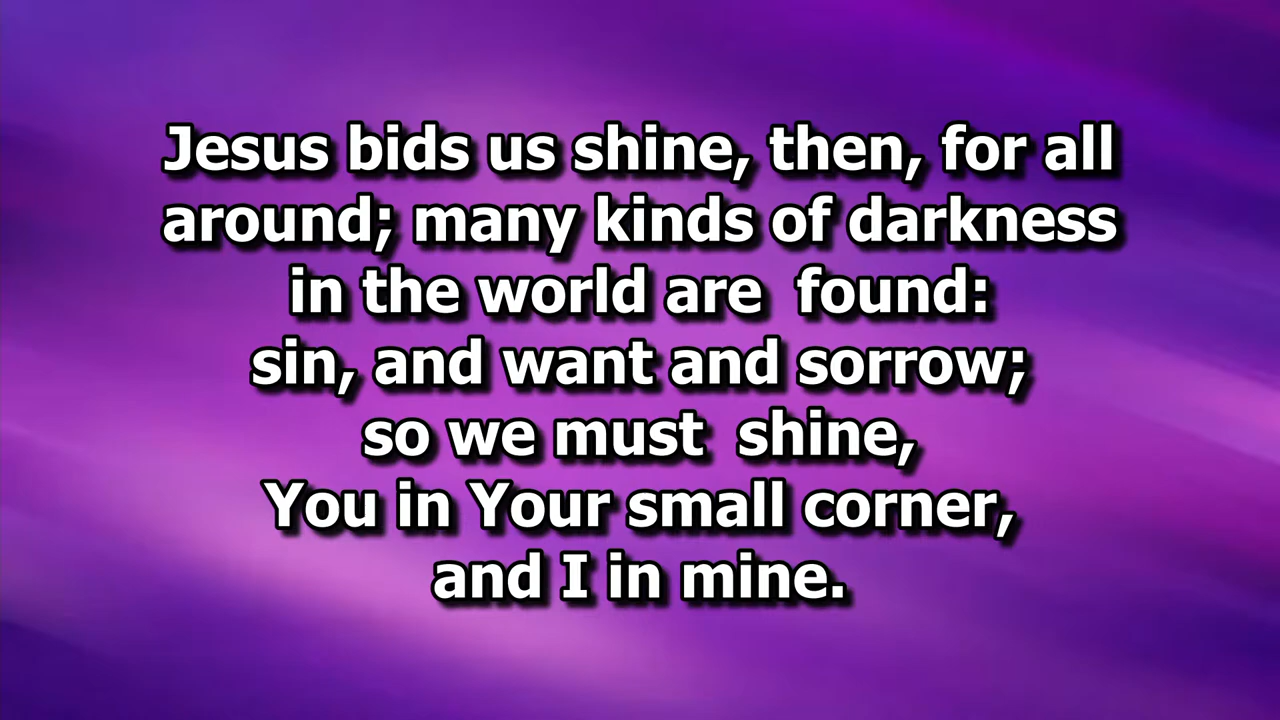 Jesus bids us shine, then, for all
around; many kinds of darkness
in the world are  found:
sin, and want and sorrow;
so we must  shine,
You in Your small corner,
and I in mine.